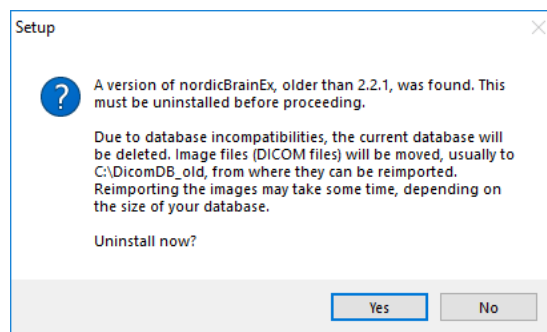 Setup
A version of nordicBrainEx, older than 2.2.1, was found. This
must be uninstalled before proceeding.
Due to database incompatibilities, the current database will
be deleted. Image files (DICOM files) will be moved, usually to
C:\DicomDB_old, from where they can be reimported.
Reimporting the images may take some time, depending on
the size of your database.
Uninstall now?
Yes No